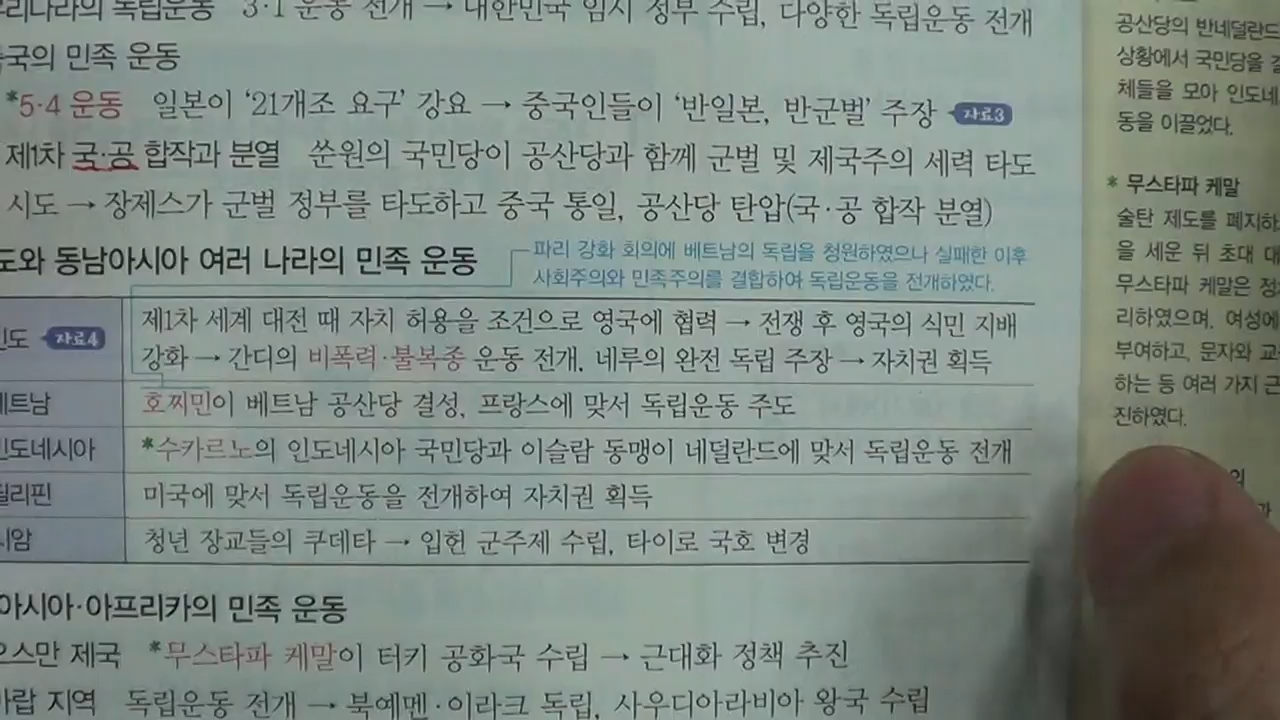 독립운동 3·1 운동 전개 → 대한민국 임시 정부 수립, 다양한 독립운동 전개
민족 운동
*5·4 운동 일본이 '21개조 요구' 강요 → 중국인들이 '반일본, 반군벌' 주장 자료3
제1차 국·공 합작과 분열 쑨원의 국민당이 공산당과 함께 군벌 및 제국주의 세력 타도
시도 → 장제스가 군벌 정부를 타도하고 중국 통일, 공산당 탄압(국·공 합작 분열)
동남아시아 여러 나라의 민족 운동
파리 강화 회의에 베트남의 독립을 청원하였으나 실패한 이후
사회주의와 민족주의를 결합하여 독립운동을 전개하였다.
인도 자료4
제1차 세계 대전 때 자치 허용을 조건으로 영국에 협력 → 전쟁 후 영국의 식민 지배
강화 → 간디의 비폭력·불복종 운동 전개, 네루의 완전 독립 주장 → 자치권 획득
베트남 호찌민이 베트남 공산당 결성, 프랑스에 맞서 독립운동 주도
인도네시아 *수카르노의 인도네시아 국민당과 이슬람 동맹이 네덜란드에 맞서 독립운동 전개
필리핀 미국에 맞서 독립운동을 전개하여 자치권 획득
시암 청년 장교들의 쿠데타 → 입헌 군주제 수립, 타이로 국호 변경
아시아·아프리카의 민족 운동
오스만 제국 *무스타파 케말이 터키 공화국 수립 → 근대화 정책 추진
아랍 지역 독립운동 전개 → 북예멘·이라크 독립, 사우디아라비아 왕국 수립
공산당의 반네덜란드
상황에서 국민당을
체들을 모아 인도네
동을 이끌었다.
* 무스타파 케말
술탄 제도를 폐지하
을 세운 뒤 초대 대
무스타파 케말은 정
리하였으며, 여성에
부여하고, 문자와
하는 등 여러 가지 근
진하였다.